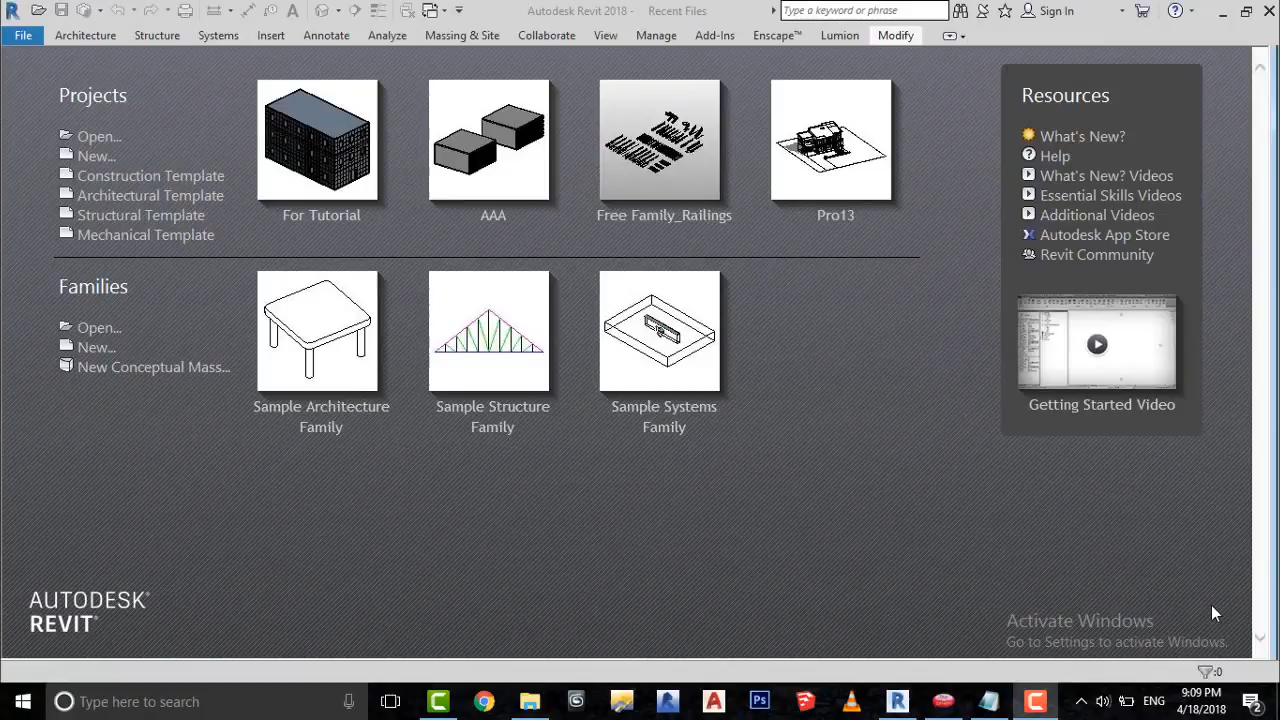 Autodesk Revit 2018 - Recent Files
Type a keyword or phrase
Sign In
File
Architecture
Structure
Systems
Insert
Annotate
Analyze
Massing & Site
Collaborate
View
Manage
Add-Ins
Enscape™
Lumion
Modify
Projects
Open...
New...
Construction Template
Architectural Template
Structural Template
Mechanical Template
For Tutorial
AAA
Free Family_Railings
Pro13
Families
Open...
New...
New Conceptual Mass...
Sample Architecture
Family
Sample Structure
Family
Sample Systems
Family
Resources
What's New?
Help
What's New? Videos
Essential Skills Videos
Additional Videos
Autodesk App Store
Revit Community
Getting Started Video
AUTODESK®
REVIT®
Activate Windows
Go to Settings to activate Windows.
:0
Type here to search
ENG
9:09 PM
4/18/2018
2